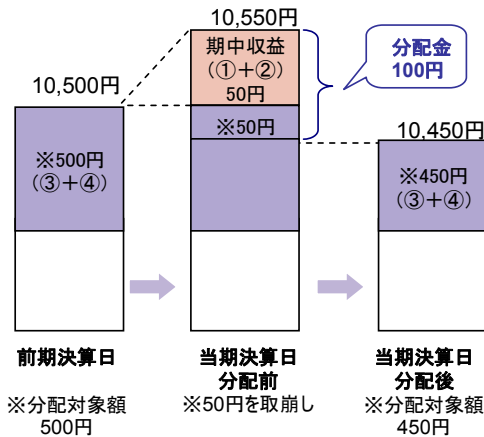 10,550円
期中収益
(①+②)
50円
分配金
100円
10,500円
※50円
10,450円
※500円
(③+④)
※450円
(③+④)
前期決算日
当期決算日
分配前
当期決算日
分配後
※分配対象額
500円
※50円を取崩し
※分配対象額
450円